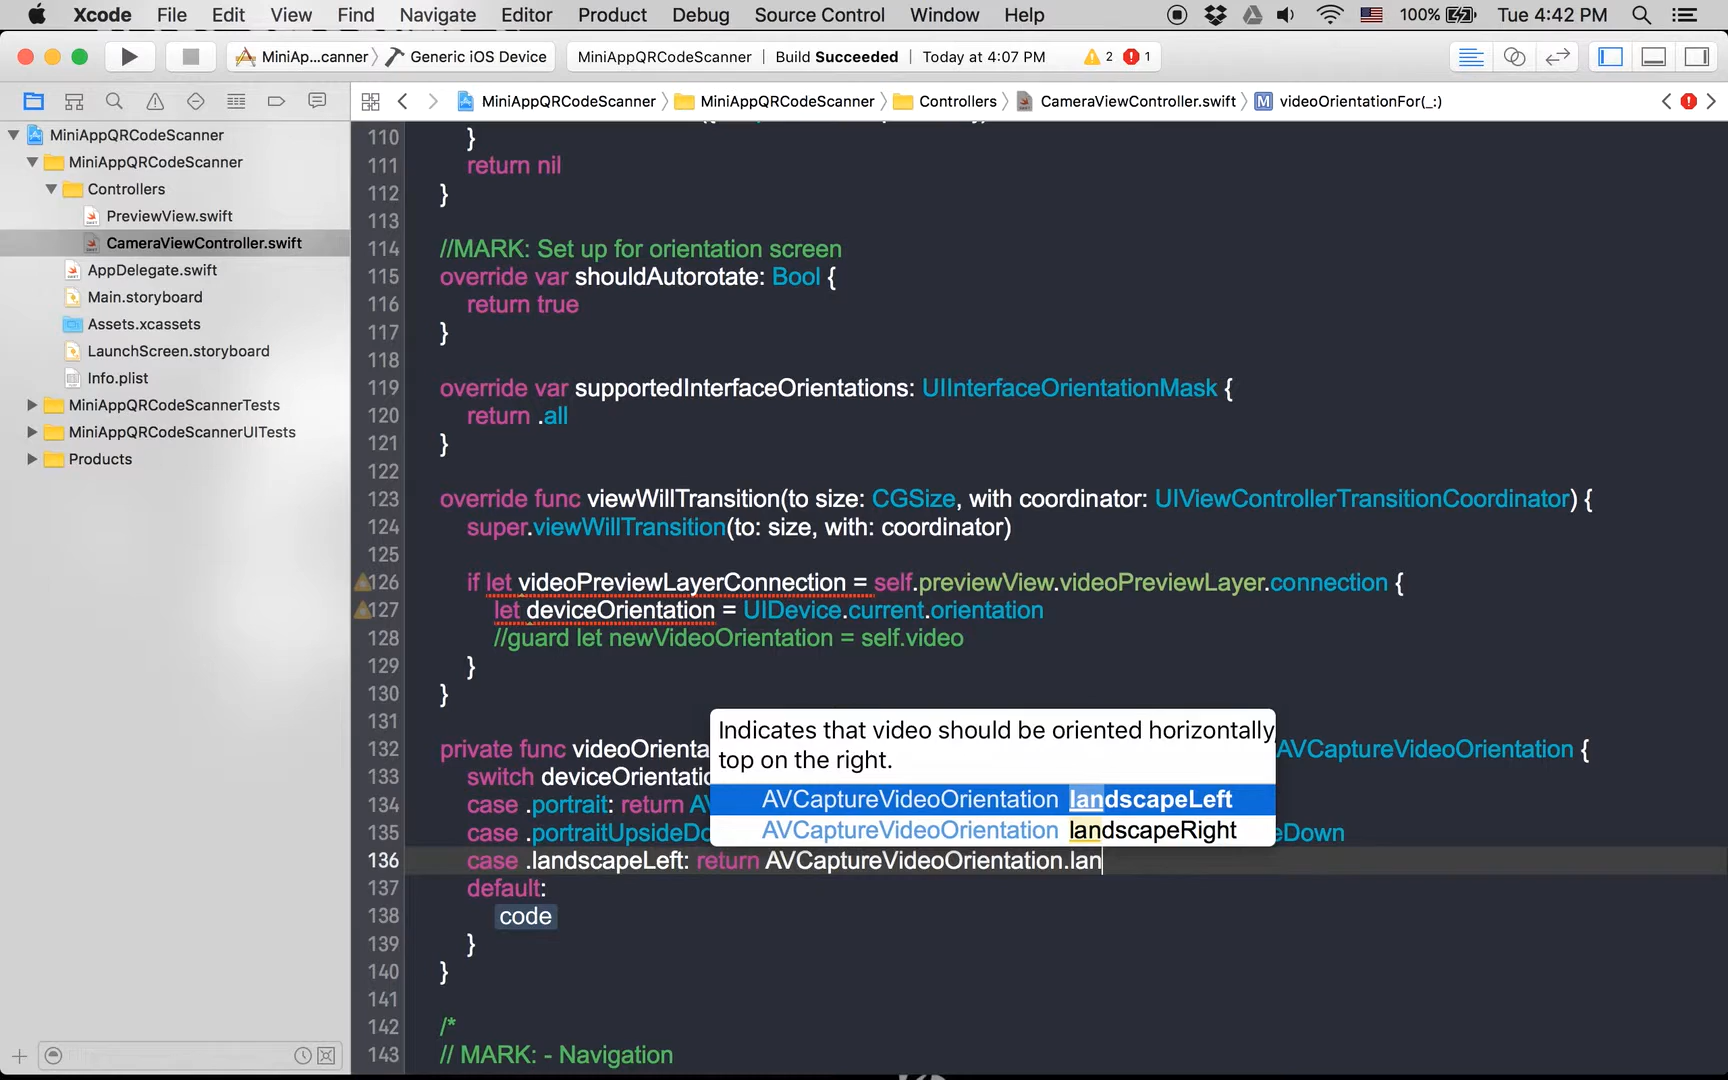 Xcode File Edit View Find Navigate Editor Product Debug Source Control Window Help 100% Tue 4:42 PM
MiniAp...canner Generic iOS Device MiniAppQRCodeScanner | Build Succeeded | Today at 4:07 PM 2 1
MiniAppQRCodeScanner MiniAppQRCodeScanner Controllers CameraViewController.swift M videoOrientationFor(_:)
MiniAppQRCodeScanner
MiniAppQRCodeScanner
Controllers
PreviewView.swift
CameraViewController.swift
AppDelegate.swift
Main.storyboard
Assets.xcassets
LaunchScreen.storyboard
Info.plist
MiniAppQRCodeScannerTests
MiniAppQRCodeScannerUITests
Products
110 }
111 return nil
112 }
113
114 //MARK: Set up for orientation screen
115 override var shouldAutorotate: Bool {
116 return true
117 }
118
119 override var supportedInterfaceOrientations: UIInterfaceOrientationMask {
120 return .all
121 }
122
123 override func viewWillTransition(to size: CGSize, with coordinator: UIViewControllerTransitionCoordinator) {
124 super.viewWillTransition(to: size, with: coordinator)
125
126 if let videoPreviewLayerConnection = self.previewView.videoPreviewLayer.connection {
127 let deviceOrientation = UIDevice.current.orientation
128 //guard let newVideoOrientation = self.video
129 }
130 }
131
Indicates that video should be oriented horizontally,
top on the right.
AVCaptureVideoOrientation landscapeLeft
AVCaptureVideoOrientation landscapeRight
132 private func videoOrienta AVCaptureVideoOrientation {
133 switch deviceOrientatio
134 case .portrait: return AV
135 case .portraitUpsideDo eDown
136 case .landscapeLeft: return AVCaptureVideoOrientation.lan
137 default:
138 code
139 }
140 }
141
142 /*
143 // MARK: - Navigation